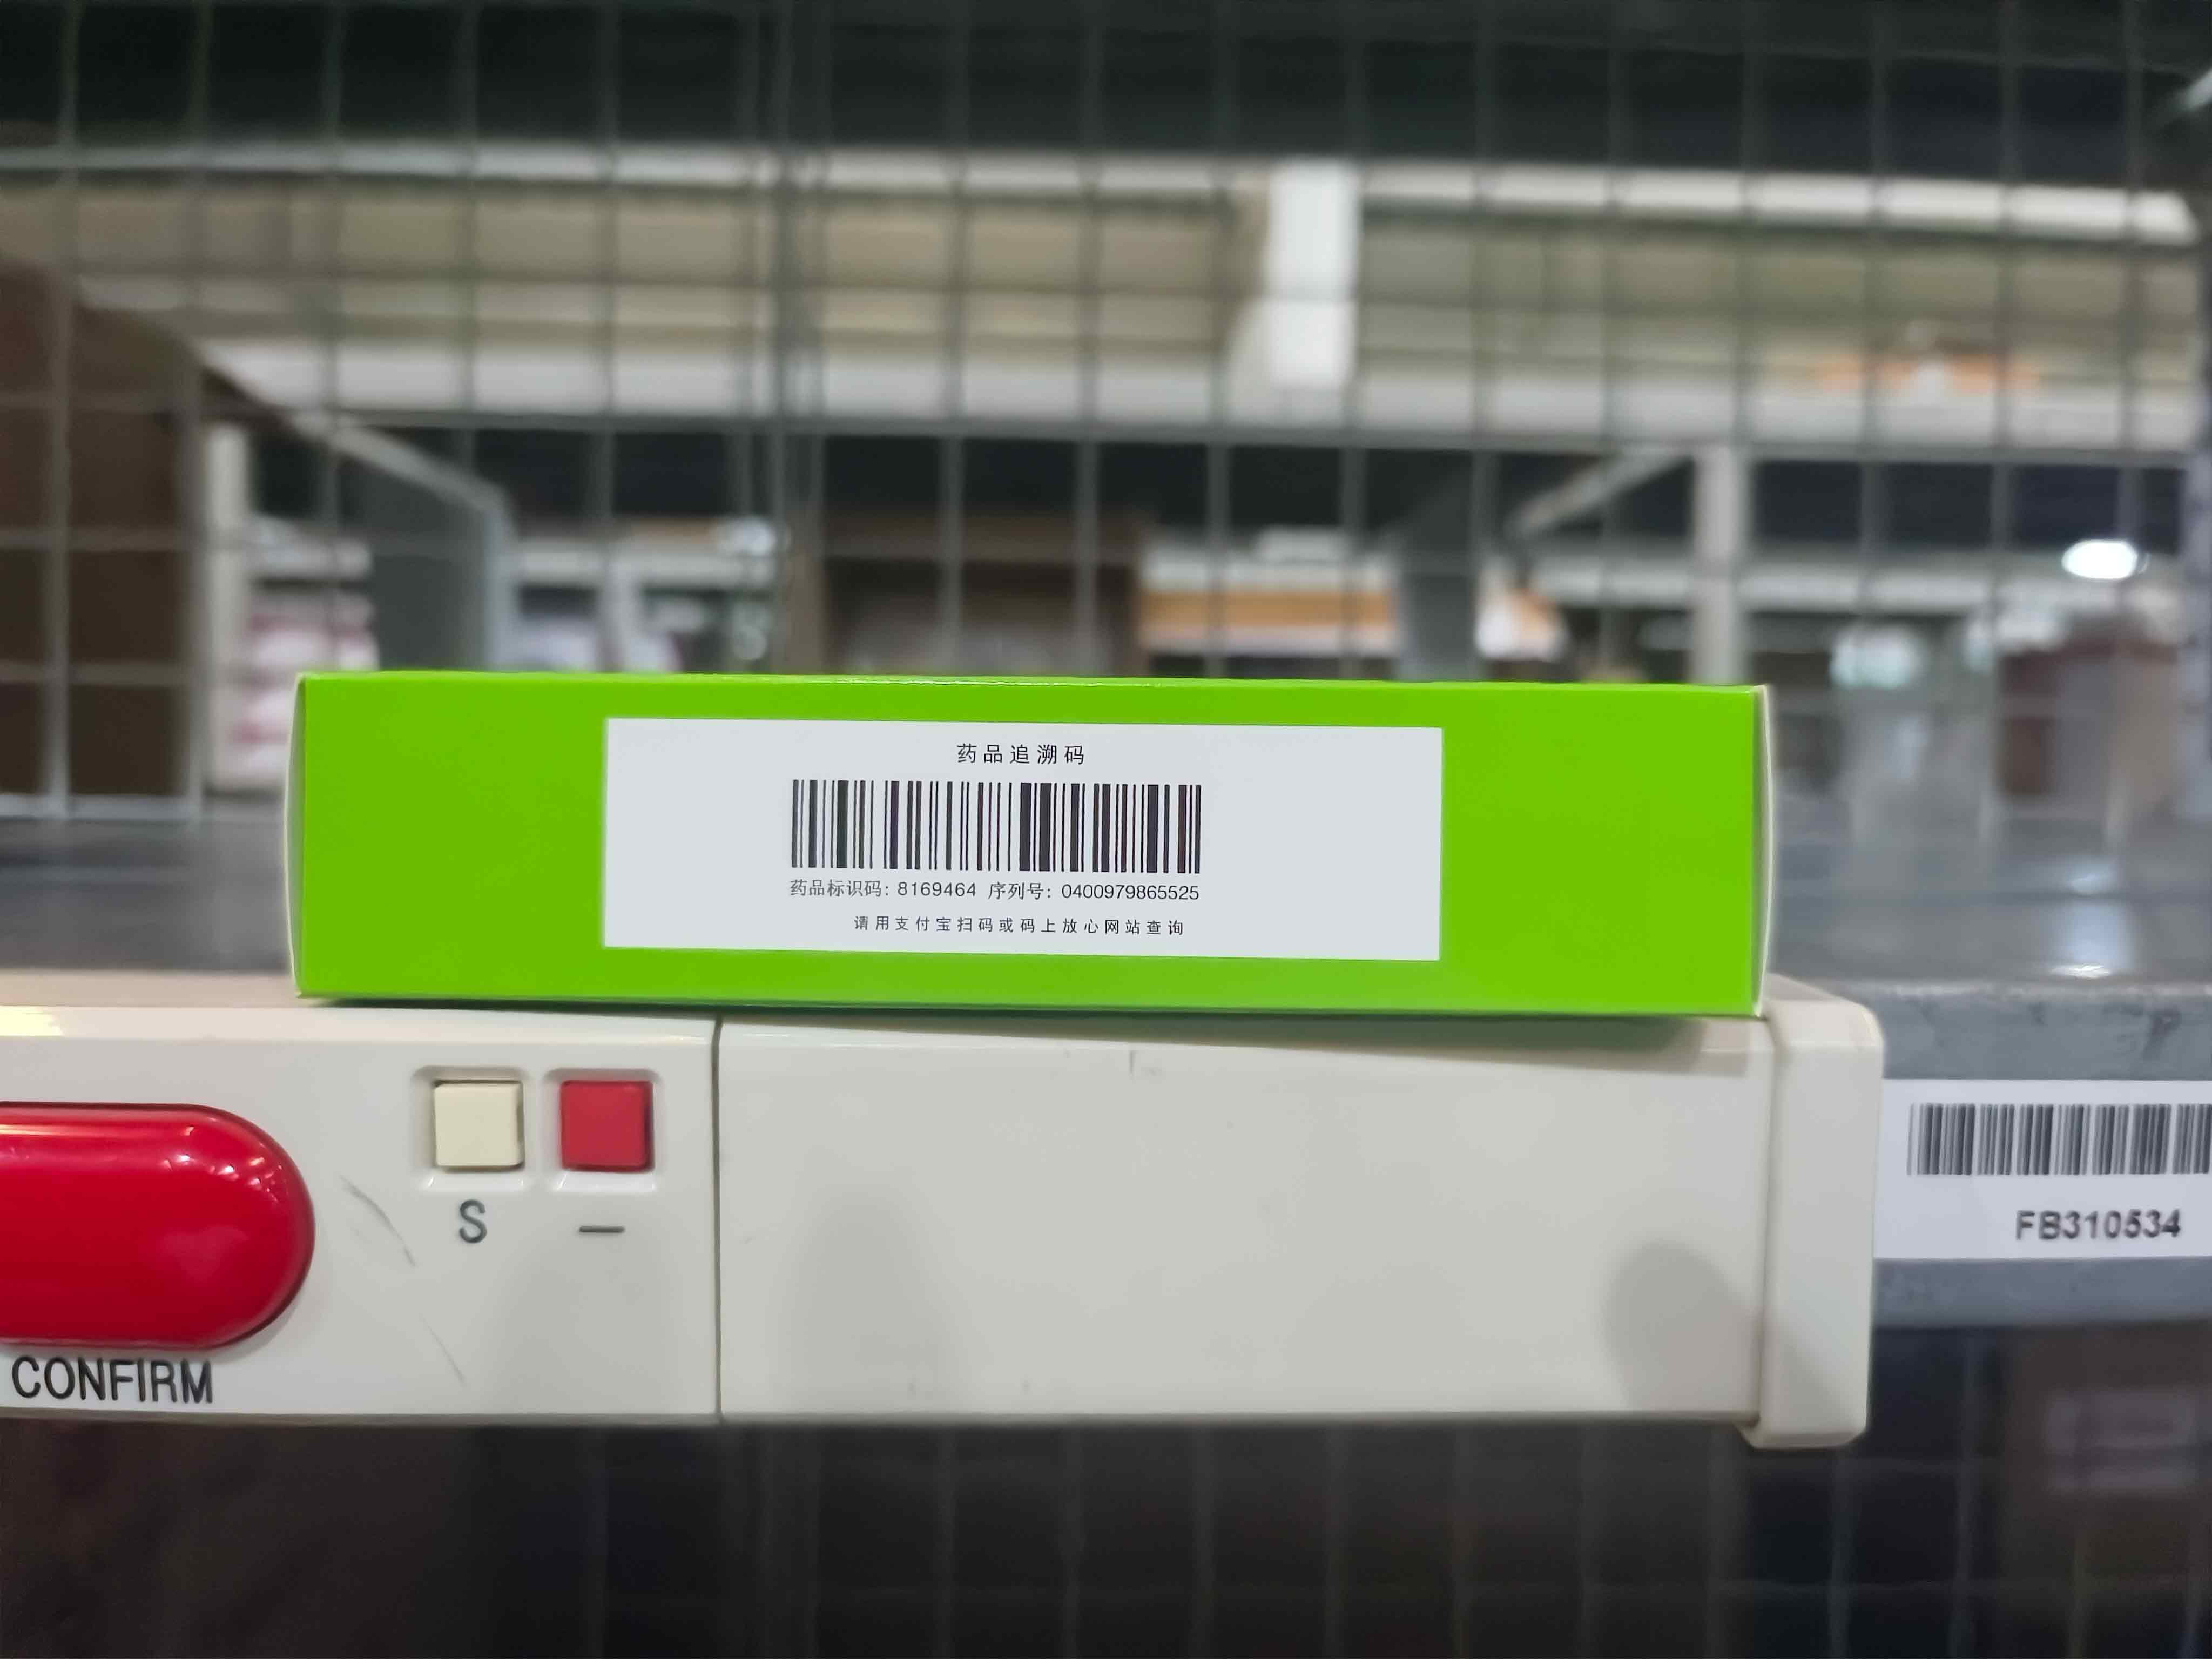 药品追溯码
药品标识码: 8169464 序列号: 0400979865525
请用支付宝扫码或码上放心网站查询
S
—
CONFIRM
FB310534